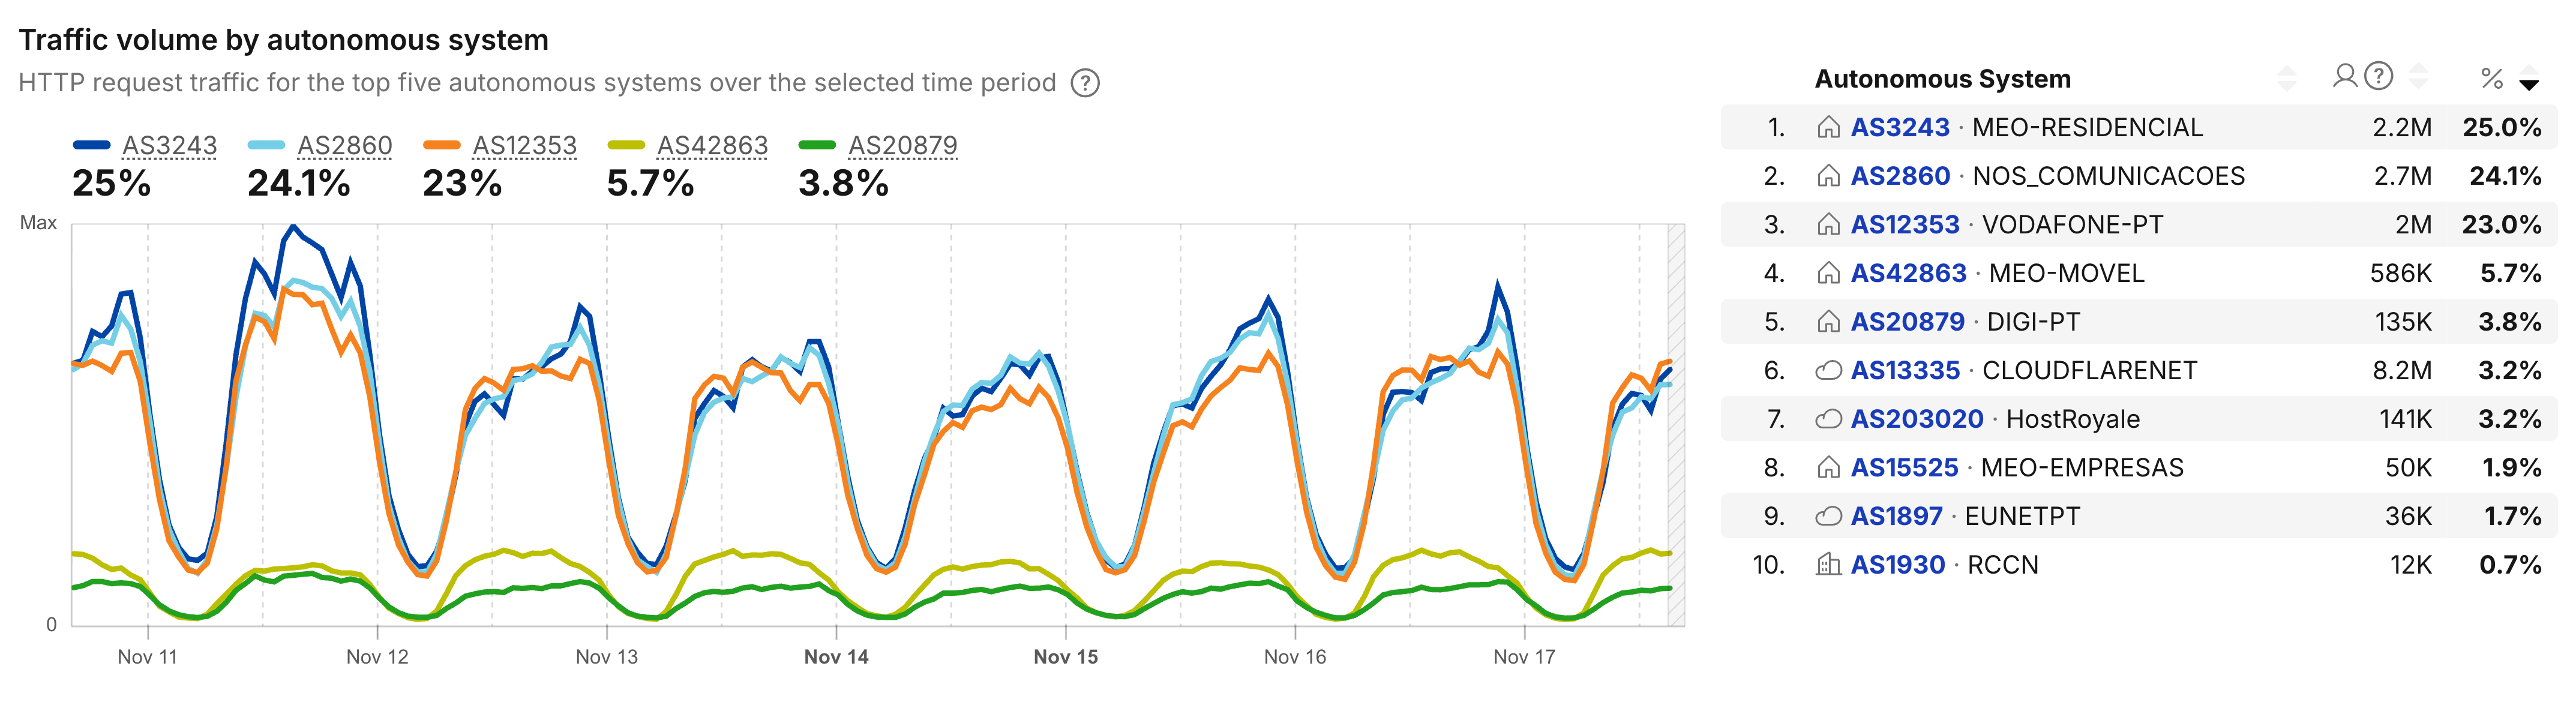 Traffic volume by autonomous system
HTTP request traffic for the top five autonomous systems over the selected time period ?
AS3243 AS2860 AS12353 AS42863 AS20879
25% 24.1% 23% 5.7% 3.8%
Max
0
Nov 11 Nov 12 Nov 13 Nov 14 Nov 15 Nov 16 Nov 17
Autonomous System ? %
1. AS3243 · MEO-RESIDENCIAL 2.2M 25.0%
2. AS2860 · NOS_COMUNICACOES 2.7M 24.1%
3. AS12353 · VODAFONE-PT 2M 23.0%
4. AS42863 · MEO-MOVEL 586K 5.7%
5. AS20879 · DIGI-PT 135K 3.8%
6. AS13335 · CLOUDFLARENET 8.2M 3.2%
7. AS203020 · HostRoyale 141K 3.2%
8. AS15525 · MEO-EMPRESAS 50K 1.9%
9. AS1897 · EUNETPT 36K 1.7%
10. AS1930 · RCCN 12K 0.7%